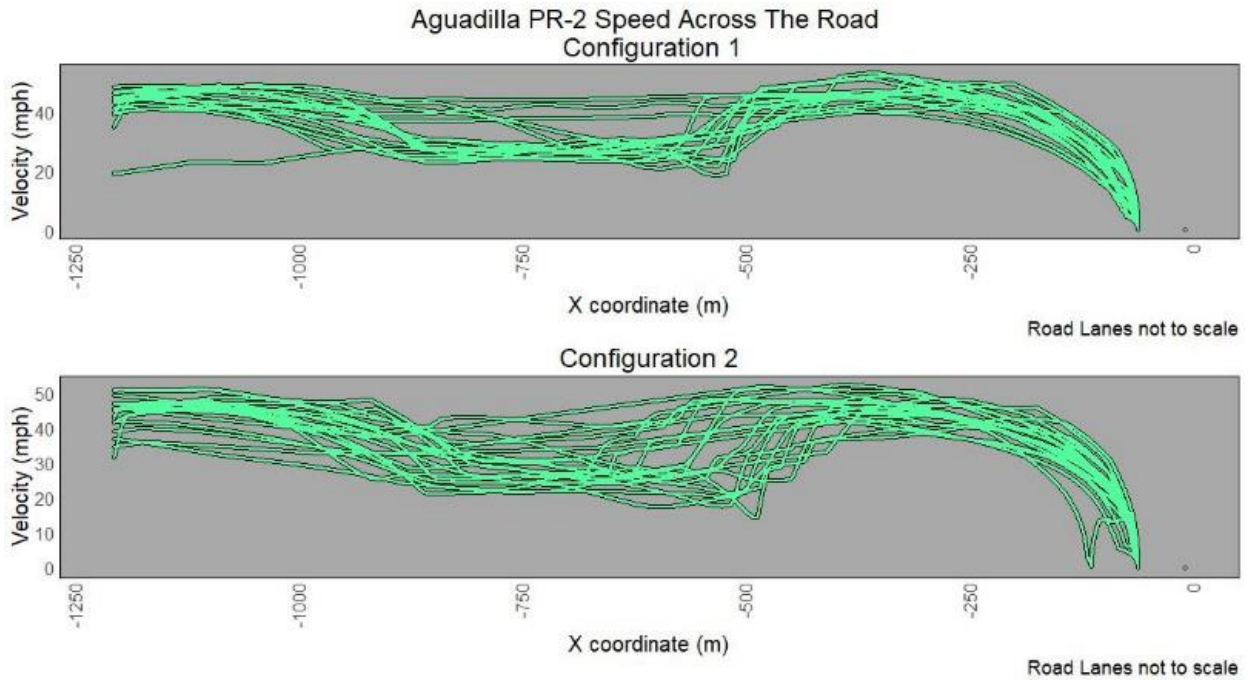 Aguadilla PR-2 Speed Across The Road
Configuration 1
Velocity (mph)
40
20
0
-1250
-1000
-750
-500
-250
0
X coordinate (m)
Road Lanes not to scale
Configuration 2
Velocity (mph)
50
40
30
20
10
0
-1250
-1000
-750
-500
-250
0
X coordinate (m)
Road Lanes not to scale